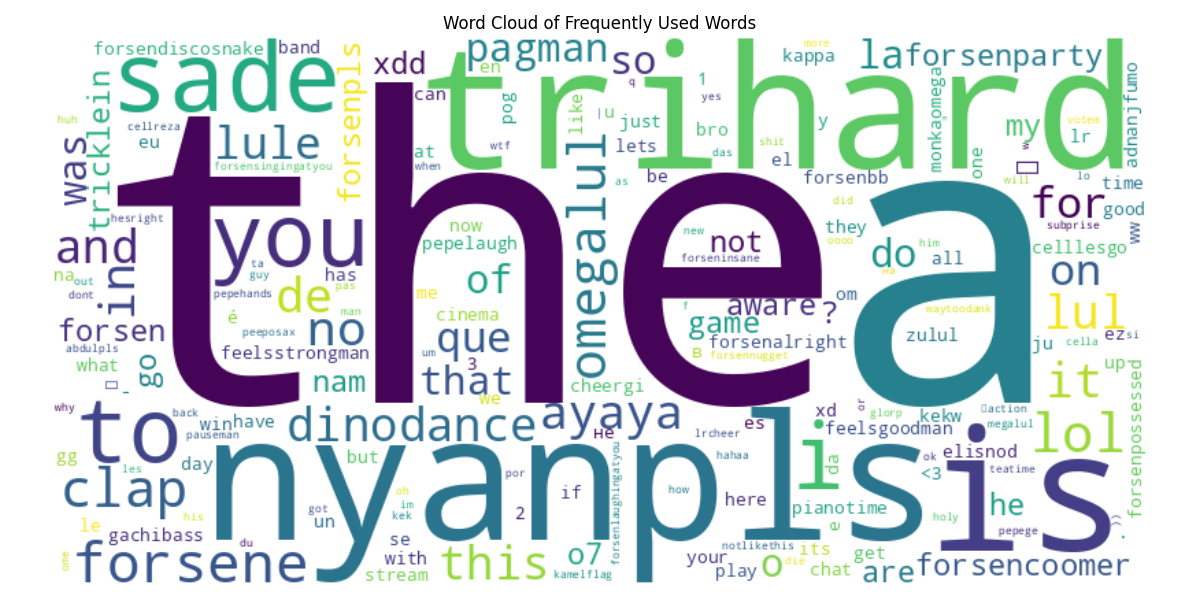 Word Cloud of Frequently Used Words
forsendiscosnake
band
xdd
pagman
so
kappa
more
la
forsenparty
sade
trihard
en
can
pog
like
q
1
yes
forsenpls
tricklein
huh
cellreza
eu
lule
forsensingingatyou
at
when
wtf
lu
just
bro
lets
das
shit
y
el
monkaomega
one
my
votem
lr
adnanjfumo
was
be
as
forsenbb
w
will
lo
time
the
a
hesright
you
omegalul
did
they
oooo
for
good
subprise
ww
and
in
now
pepelaugh
new
not
forseninsane
do
him
all
celllesgo
na
out
dont
ta
guy
has
pepehands
de
pas
me
of
cinema
f
aware
?
om
Ma
on
waytoodank
lul
forsen
abdulpls
what
go
é
peeposax
man
no
feelsstrongman
um
que
3
game
forsenalright
в
forsennugget
zulul
ju
cella
ez
si
up
-
nam
that
we
cheergi
it
why
to
back
win
have
dinodance
ayaya
не
es
xd
or
glorp
kekw
action
megalul
lol
forsenpossessed
pauseman
feelsgoodman
lrcheer
hahaa
i
da
ok
elisnod
<3
teatime
gg
les
day
clap
nyanpls
is
but
por
if
how
here
oh
im
kek
got
un
2
forsenlaughingatyou
pianotime
e
he
holy
pepege
.
his
le
gachibass
du
se
with
notlikethis
your
its
die
get
chat
one
forsene
stream
this
o7
kamelflag
play
o
are
forsencoomer